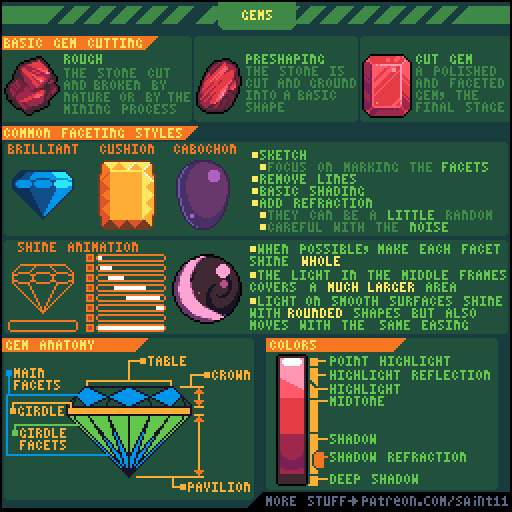 GEMS
BASIC GEM CUTTING
ROUGH
THE STONE CUT
AND BROKEN BY
NATURE OR BY THE
MINING PROCESS
PRESHAPING
THE STONE IS
CUT AND GROUND
INTO A BASIC
SHAPE
CUT GEM
A POLISHED
AND FACETED
GEM, THE
FINAL STAGE
COMMON FACETING STYLES
BRILLIANT
CUSHION
CABOCHON
SKETCH
FOCUS ON MARKING THE FACETS
REMOVE LINES
BASIC SHADING
ADD REFRACTION
THEY CAN BE A LITTLE RANDOM
CAREFUL WITH THE NOISE
SHINE ANIMATION
WHEN POSSIBLE, MAKE EACH FACET
SHINE WHOLE
THE LIGHT IN THE MIDDLE FRAMES
COVERS A MUCH LARGER AREA
LIGHT ON SMOOTH SURFACES SHINE
WITH ROUNDED SHAPES BUT ALSO
MOVES WITH THE SAME EASING
GEM ANATOMY
TABLE
CROWN
MAIN
FACETS
GIRDLE
GIRDLE
FACETS
PAVILION
COLORS
POINT HIGHLIGHT
HIGHLIGHT REFLECTION
HIGHLIGHT
MIDTONE
SHADOW
SHADOW REFRACTION
DEEP SHADOW
MORE STUFF→PATREON.COM/SAINT11